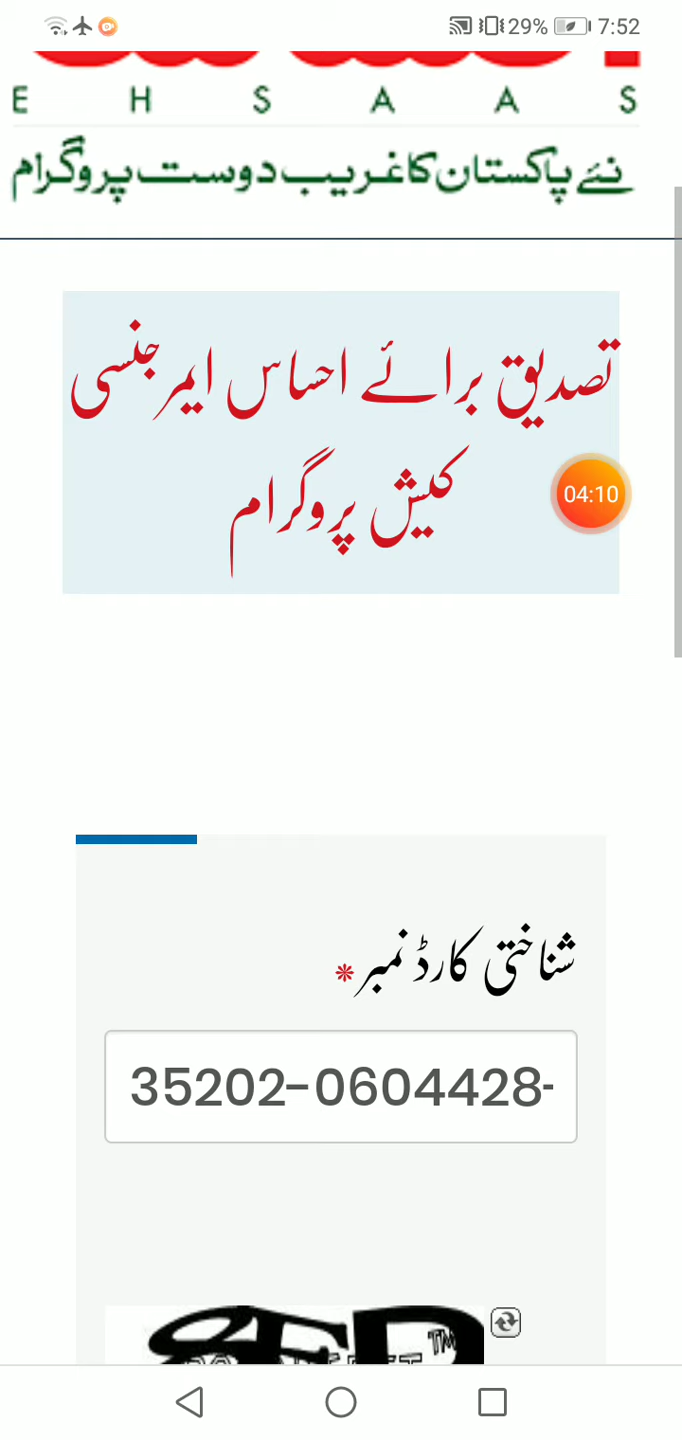 29% 7:52
E H S A A S
نئے پاکستان کا غریب دوست پروگرام
تصدیق برائے احساس ایمرجنسی
کیش پروگرام
04:10
شناختی کارڈ نمبر *
35202-0604428-
TM